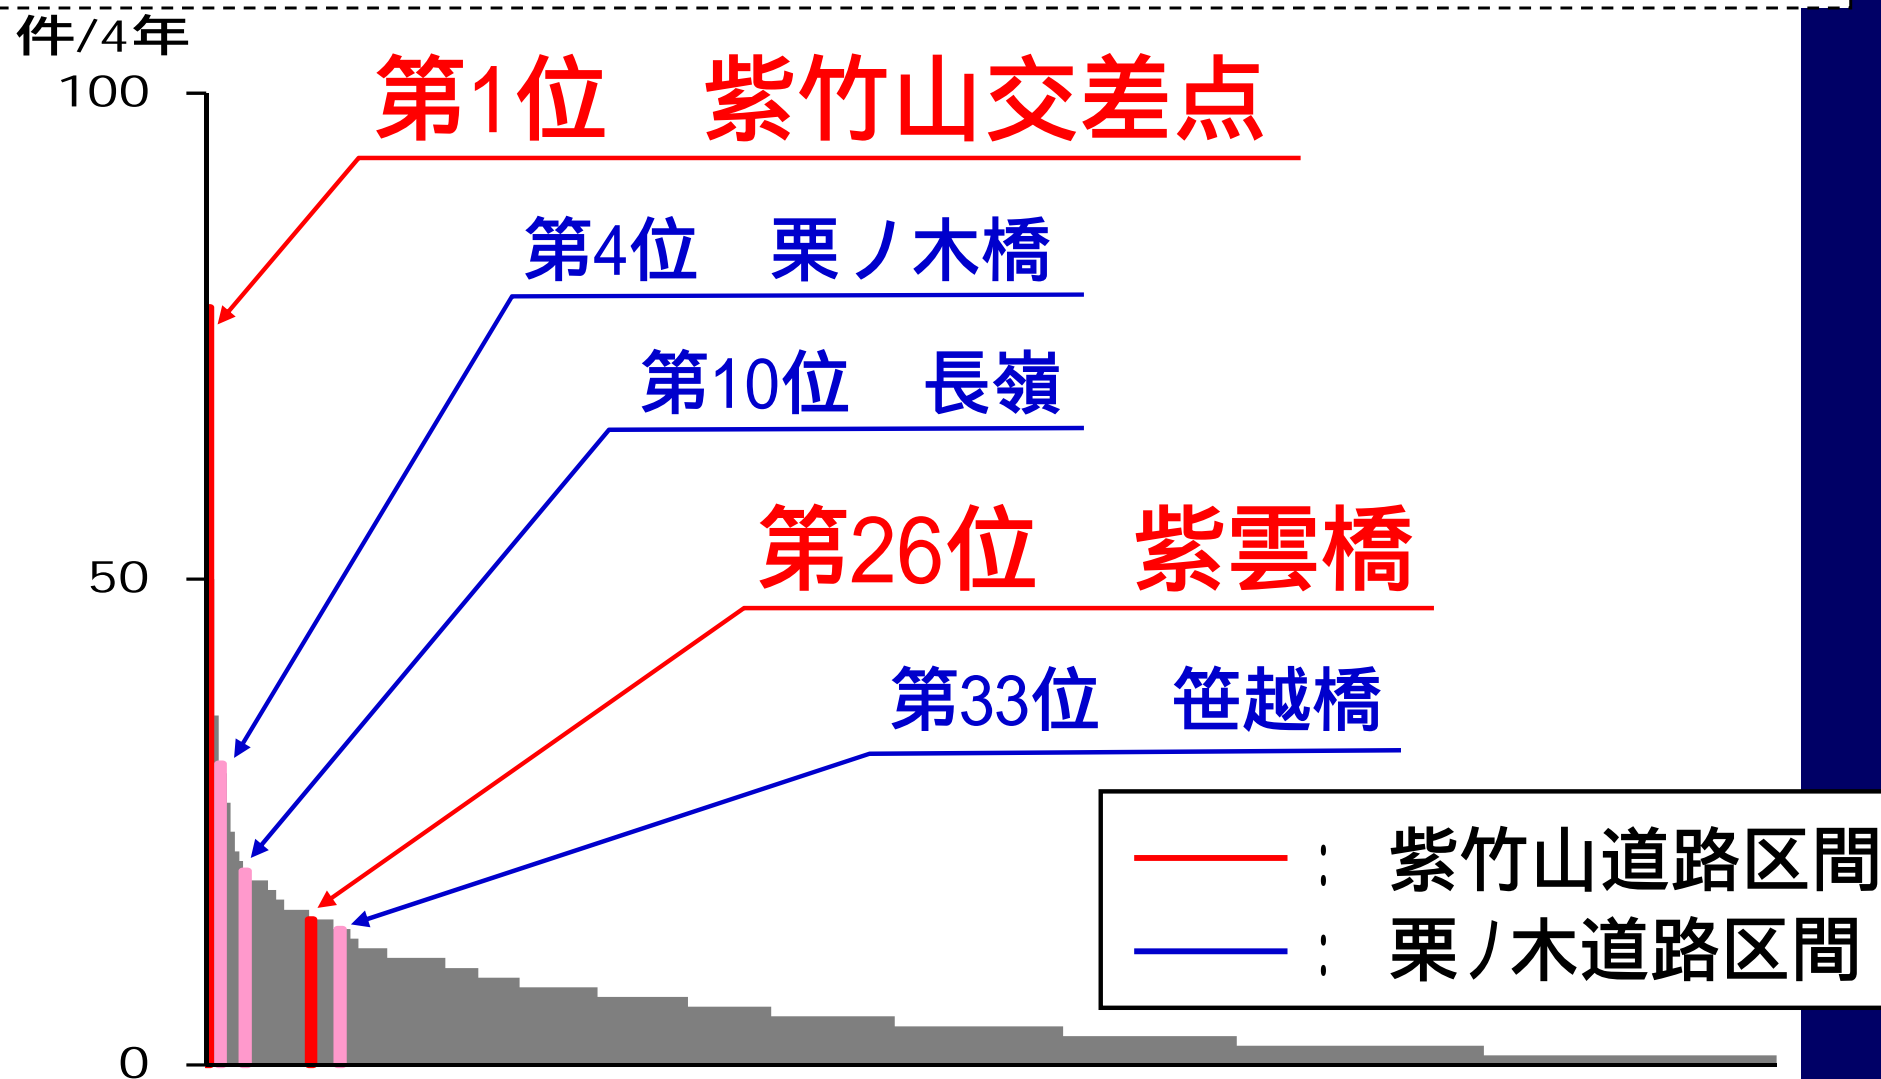 件/4年
100
第1位　紫竹山交差点
第4位　栗ノ木橋
第10位　長嶺
50
第26位　紫雲橋
第33位　笹越橋
：　紫竹山道路区間
：　栗ノ木道路区間
0